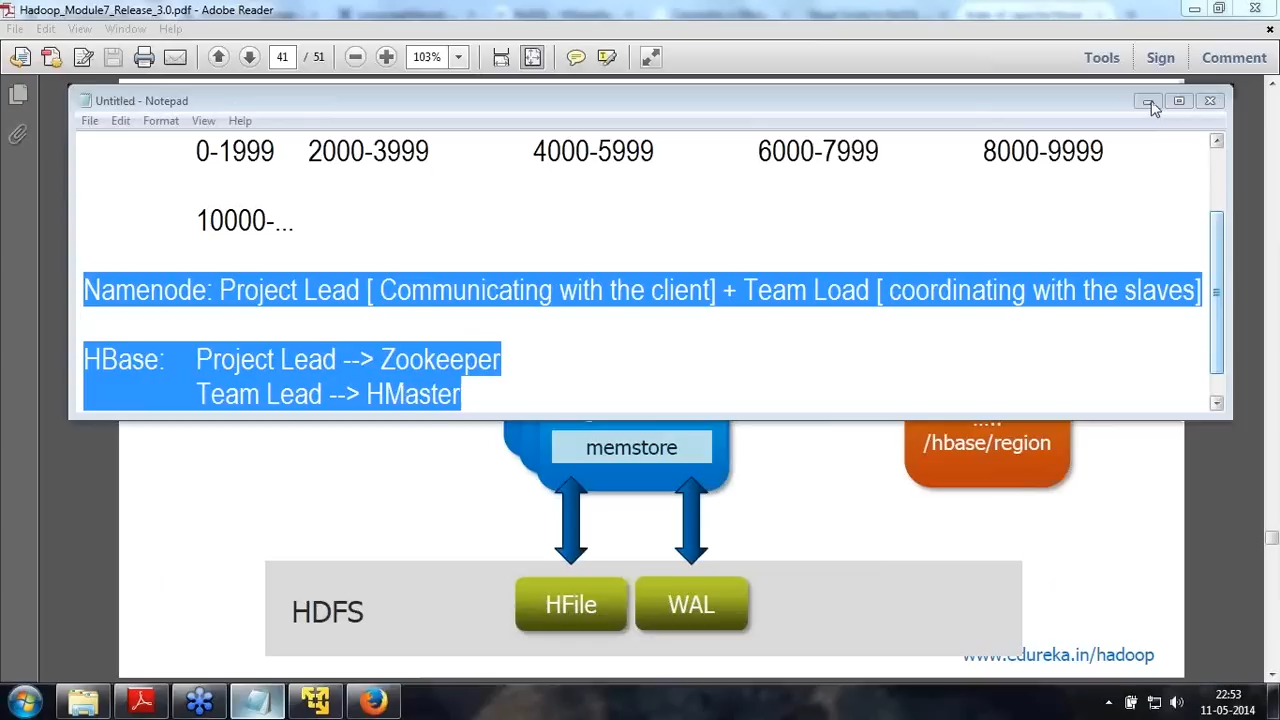 Hadoop_Module7_Release_3.0.pdf - Adobe Reader
File Edit View Window Help
41 / 51 103% Tools Sign Comment
Untitled - Notepad
File Edit Format View Help
0-1999 2000-3999 4000-5999 6000-7999 8000-9999
10000-...
Namenode: Project Lead [ Communicating with the client] + Team Load [ coordinating with the slaves]
HBase: Project Lead --> Zookeeper
Team Lead --> HMaster
memstore
/hbase/region
HFile WAL
HDFS
www.edureka.in/hadoop
22:53
11-05-2014